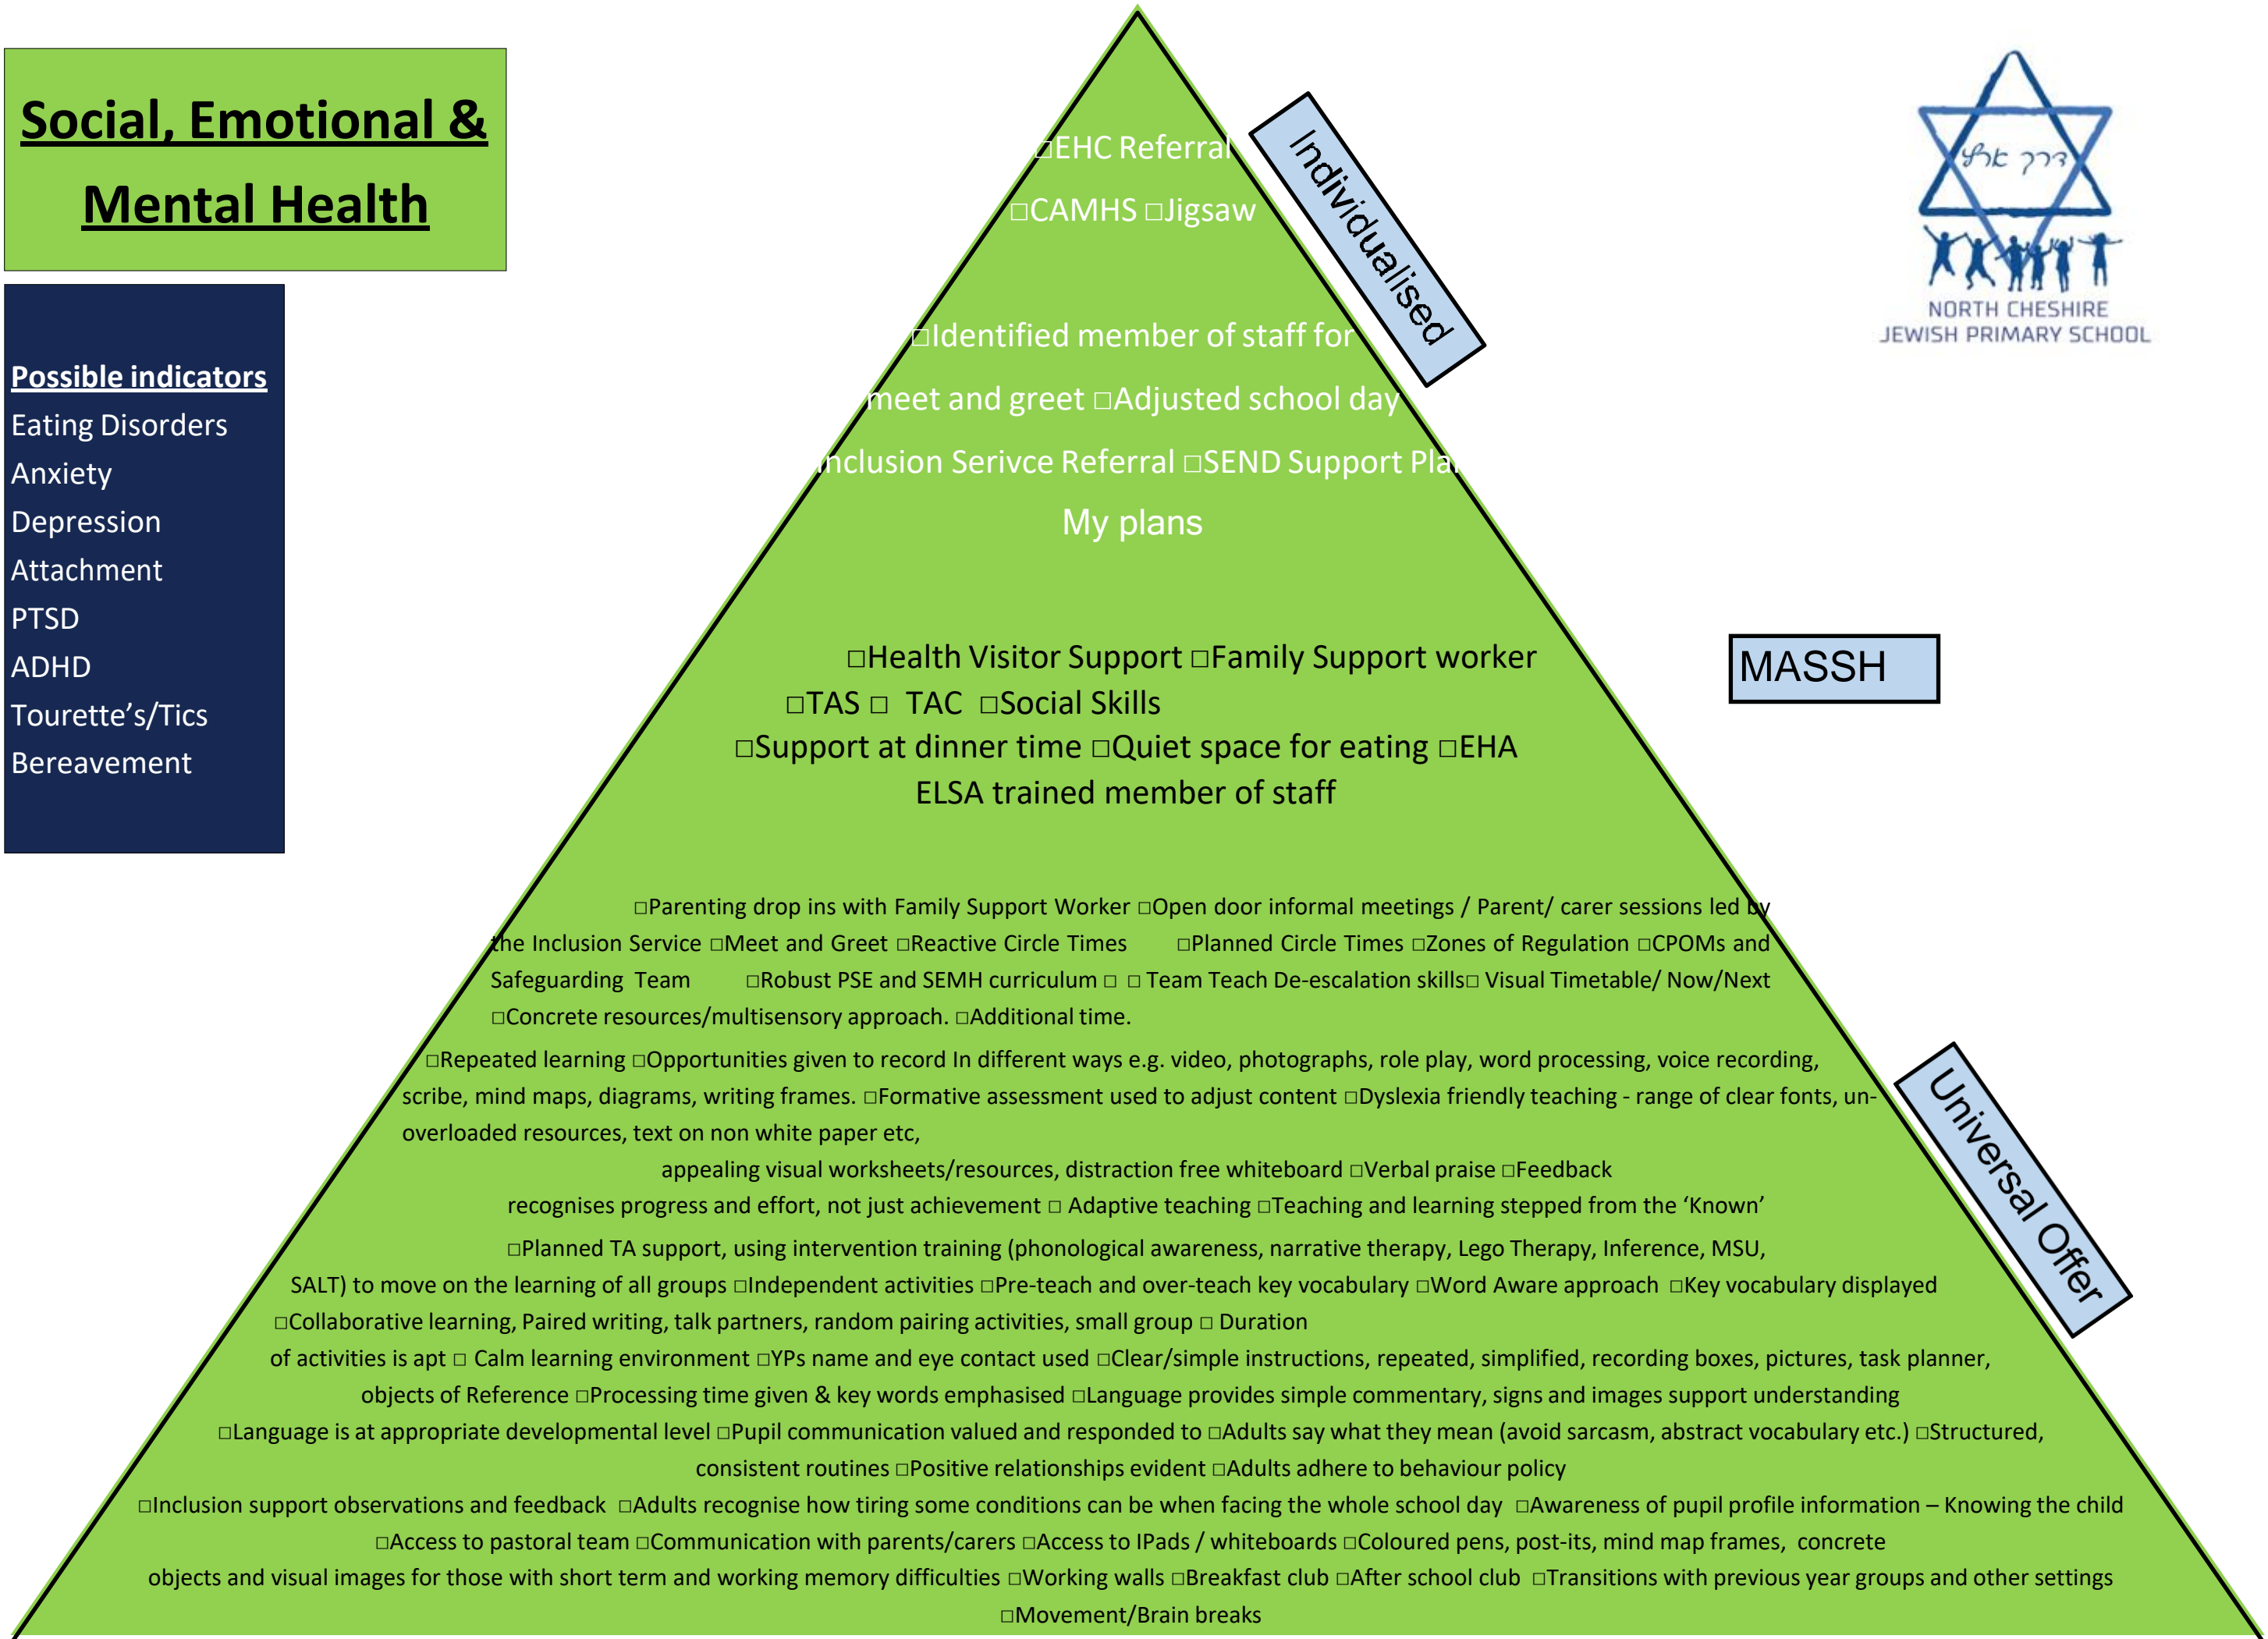 Social, Emotional &
Mental Health
Possible indicators
Eating Disorders
Anxiety
Depression
Attachment
PTSD
ADHD
Tourette’s/Tics
Bereavement
□EHC Referral
□CAMHS □Jigsaw
□Identified member of staff for
meet and greet □Adjusted school day
Inclusion Serivce Referral □SEND Support Plan
My plans
Individualised
דרך ארץ
NORTH CHESHIRE
JEWISH PRIMARY SCHOOL
□Health Visitor Support □Family Support worker
□TAS □ TAC □Social Skills
□Support at dinner time □Quiet space for eating □EHA
ELSA trained member of staff
MASSH
□Parenting drop ins with Family Support Worker □Open door informal meetings / Parent/ carer sessions led by
the Inclusion Service □Meet and Greet □Reactive Circle Times □Planned Circle Times □Zones of Regulation □CPOMs and
Safeguarding Team □Robust PSE and SEMH curriculum □ □ Team Teach De-escalation skills□ Visual Timetable/ Now/Next
□Concrete resources/multisensory approach. □Additional time.
□Repeated learning □Opportunities given to record In different ways e.g. video, photographs, role play, word processing, voice recording,
scribe, mind maps, diagrams, writing frames. □Formative assessment used to adjust content □Dyslexia friendly teaching - range of clear fonts, un-
overloaded resources, text on non white paper etc,
appealing visual worksheets/resources, distraction free whiteboard □Verbal praise □Feedback
recognises progress and effort, not just achievement □ Adaptive teaching □Teaching and learning stepped from the ‘Known’
□Planned TA support, using intervention training (phonological awareness, narrative therapy, Lego Therapy, Inference, MSU,
SALT) to move on the learning of all groups □Independent activities □Pre-teach and over-teach key vocabulary □Word Aware approach □Key vocabulary displayed
□Collaborative learning, Paired writing, talk partners, random pairing activities, small group □ Duration
of activities is apt □ Calm learning environment □YPs name and eye contact used □Clear/simple instructions, repeated, simplified, recording boxes, pictures, task planner,
objects of Reference □Processing time given & key words emphasised □Language provides simple commentary, signs and images support understanding
□Language is at appropriate developmental level □Pupil communication valued and responded to □Adults say what they mean (avoid sarcasm, abstract vocabulary etc.) □Structured,
consistent routines □Positive relationships evident □Adults adhere to behaviour policy
□Inclusion support observations and feedback □Adults recognise how tiring some conditions can be when facing the whole school day □Awareness of pupil profile information – Knowing the child
□Access to pastoral team □Communication with parents/carers □Access to IPads / whiteboards □Coloured pens, post-its, mind map frames, concrete
objects and visual images for those with short term and working memory difficulties □Working walls □Breakfast club □After school club □Transitions with previous year groups and other settings
□Movement/Brain breaks
Universal Offer